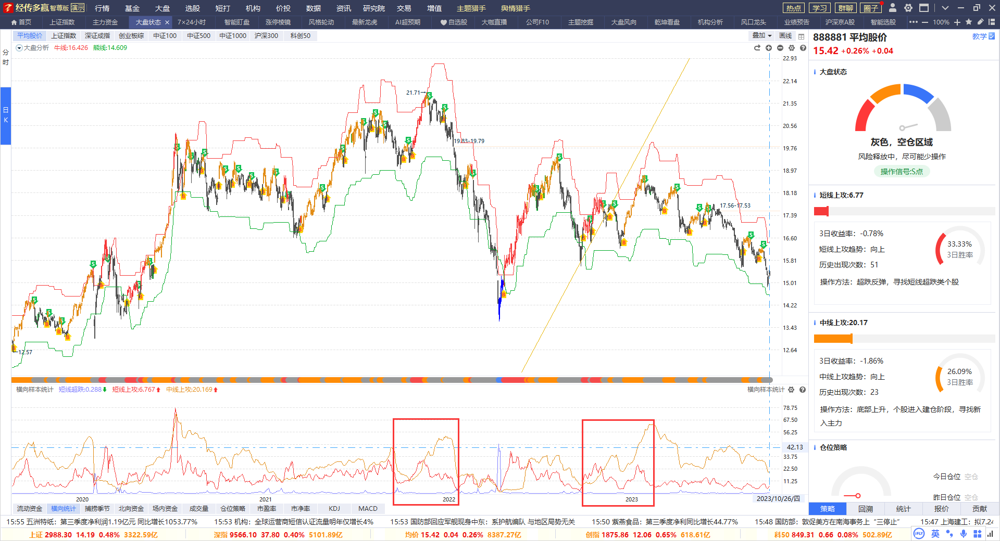 经传多赢 智尊版 演示 行情 基金 大盘 选股 短打 机构 价投 数据 资讯 研究院 交易 增值 主题猎手 舆情猎手 热点 学习 群聊 圈子
首页 上证指数 主力资金 大盘状态 × 7×24小时 智能盯盘 涨停棱镜 风格轮动 最新龙虎 AI超预期 自选股 大咖直播 公司F10 主题挖掘 大盘风向 乾坤看盘 机构分析 风口龙头 业绩预告 沪深京A股 智能选股 100%
平均股价 上证指数 深证成指 创业板综 中证100 中证500 中证1000 沪深300 科创50 叠加 画线
分时
日K
大盘分析 牛线:16.426 熊线:14.609
22.93
22.14
21.35
20.56
19.76
18.97
18.18
17.39
16.60
15.81
15.01
14.22
13.43
12.64
21.71
19.83-19.79
17.56-17.53
12.57
横向样本统计 短线超跌:0.288 短线上攻:6.767 中线上攻:20.169 横向样本统计
78.75
67.50
56.25
42.13
33.75
22.50
11.25
2020 2021 2022 2023 2023/10/26/四
流动资金 横向统计 捕捞季节 北向资金 场内资金 成交量 仓位策略 市盈率 市净率 KDJ MACD
888881 平均股价 教学
15.42 +0.26% +0.04
大盘状态
灰色，空仓区域
风险释放中，尽可能少操作
操作信号:S点
短线上攻:6.77
3日收益率：-0.78%
短线上攻趋势：向上
历史出现次数：51
33.33%
3日胜率
操作方法：超跌反弹，寻找短线超跌类个股
中线上攻:20.17
3日收益率：-1.86%
中线上攻趋势：向上
历史出现次数：23
26.09%
3日胜率
操作方法：底部上升，个股进入建仓阶段，寻找新
入主力
仓位策略
今日仓位 空仓
昨日仓位 空仓
策略 回溯 统计 报价 贡献
15:55 五洲特纸：第三季度净利润1.19亿元 同比增长1053.77% 15:53 机构：全球运营商短信认证流量明年仅增长4% 15:53 国防部回应军舰现身中东：系护航编队 与地区局势无关 15:50 紫燕食品：第三季度净利同比增长44.77% 15:48 国防部：敦促美方在南海事务上“三停止” 15:47 上海建工：拟7.24
上证 2988.30 14.19 0.48% 3322.59亿 深指 9566.10 37.80 0.40% 5101.89亿 均价 15.42 0.04 0.26% 8387.27亿 创指 1875.86 12.06 0.65% 618.61亿 科50 849.31 0.66 0.08% 502.89亿 iFLY 英